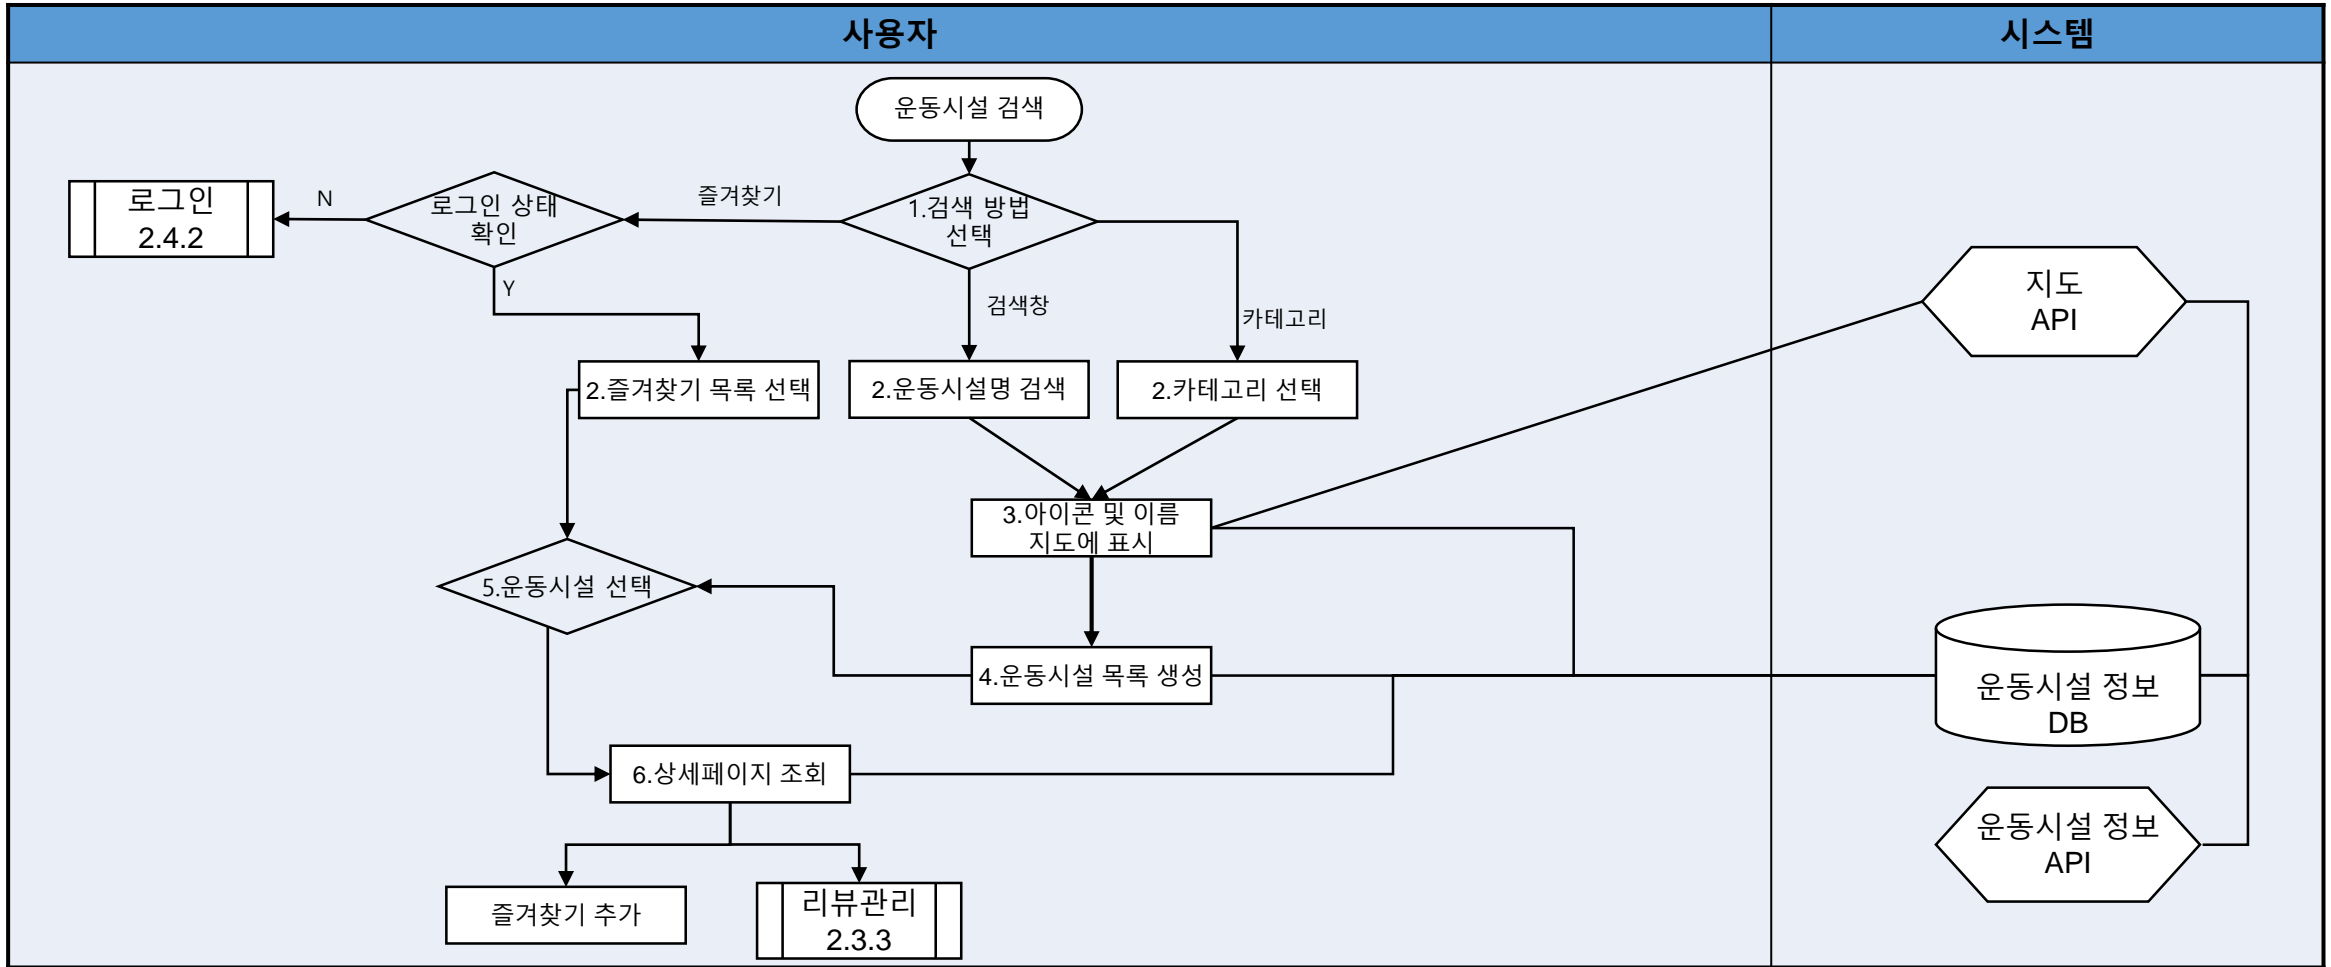 사용자
시스템
운동시설 검색
로그인
2.4.2
N
로그인 상태
확인
즐겨찾기
1.검색 방법
선택
Y
검색창
카테고리
지도
API
2.즐겨찾기 목록 선택
2.운동시설명 검색
2.카테고리 선택
3.아이콘 및 이름
지도에 표시
5.운동시설 선택
4.운동시설 목록 생성
운동시설 정보
DB
6.상세페이지 조회
운동시설 정보
API
즐겨찾기 추가
리뷰관리
2.3.3